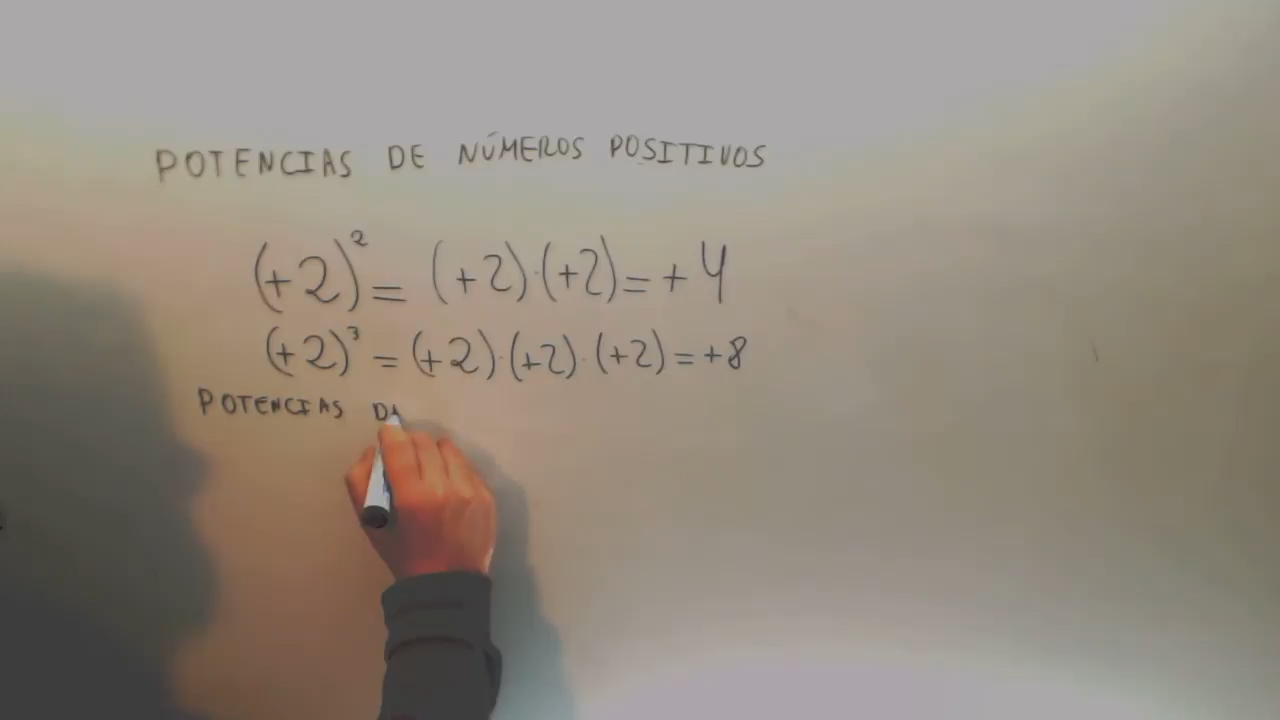 POTENCIAS DE NÚMEROS POSITIVOS
(+2)² = (+2)·(+2) = +4
(+2)³ = (+2)·(+2)·(+2) = +8
POTENCIAS